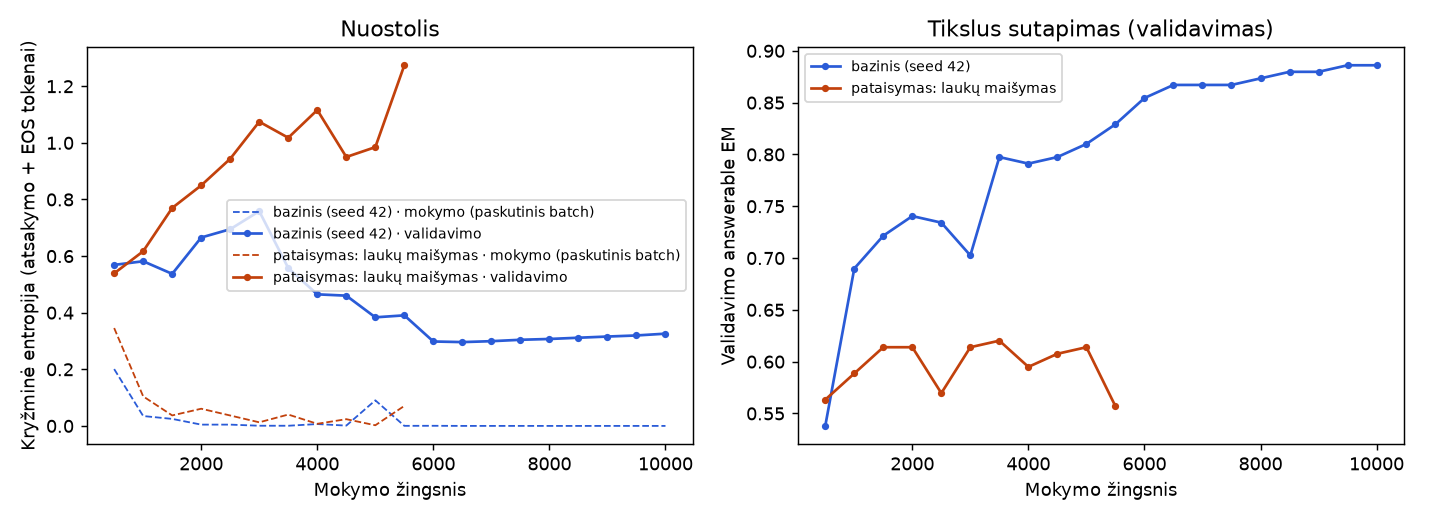 Nuostolis
Kryžminė entropija (atsakymo + EOS tokenai)
1.2
1.0
0.8
0.6
0.4
0.2
0.0
bazinis (seed 42) · mokymo (paskutinis batch)
bazinis (seed 42) · validavimo
pataisymas: laukų maišymas · mokymo (paskutinis batch)
pataisymas: laukų maišymas · validavimo
2000 4000 6000 8000 10000
Mokymo žingsnis
Tikslus sutapimas (validavimas)
Validavimo answerable EM
0.90
0.85
0.80
0.75
0.70
0.65
0.60
0.55
bazinis (seed 42)
pataisymas: laukų maišymas
2000 4000 6000 8000 10000
Mokymo žingsnis